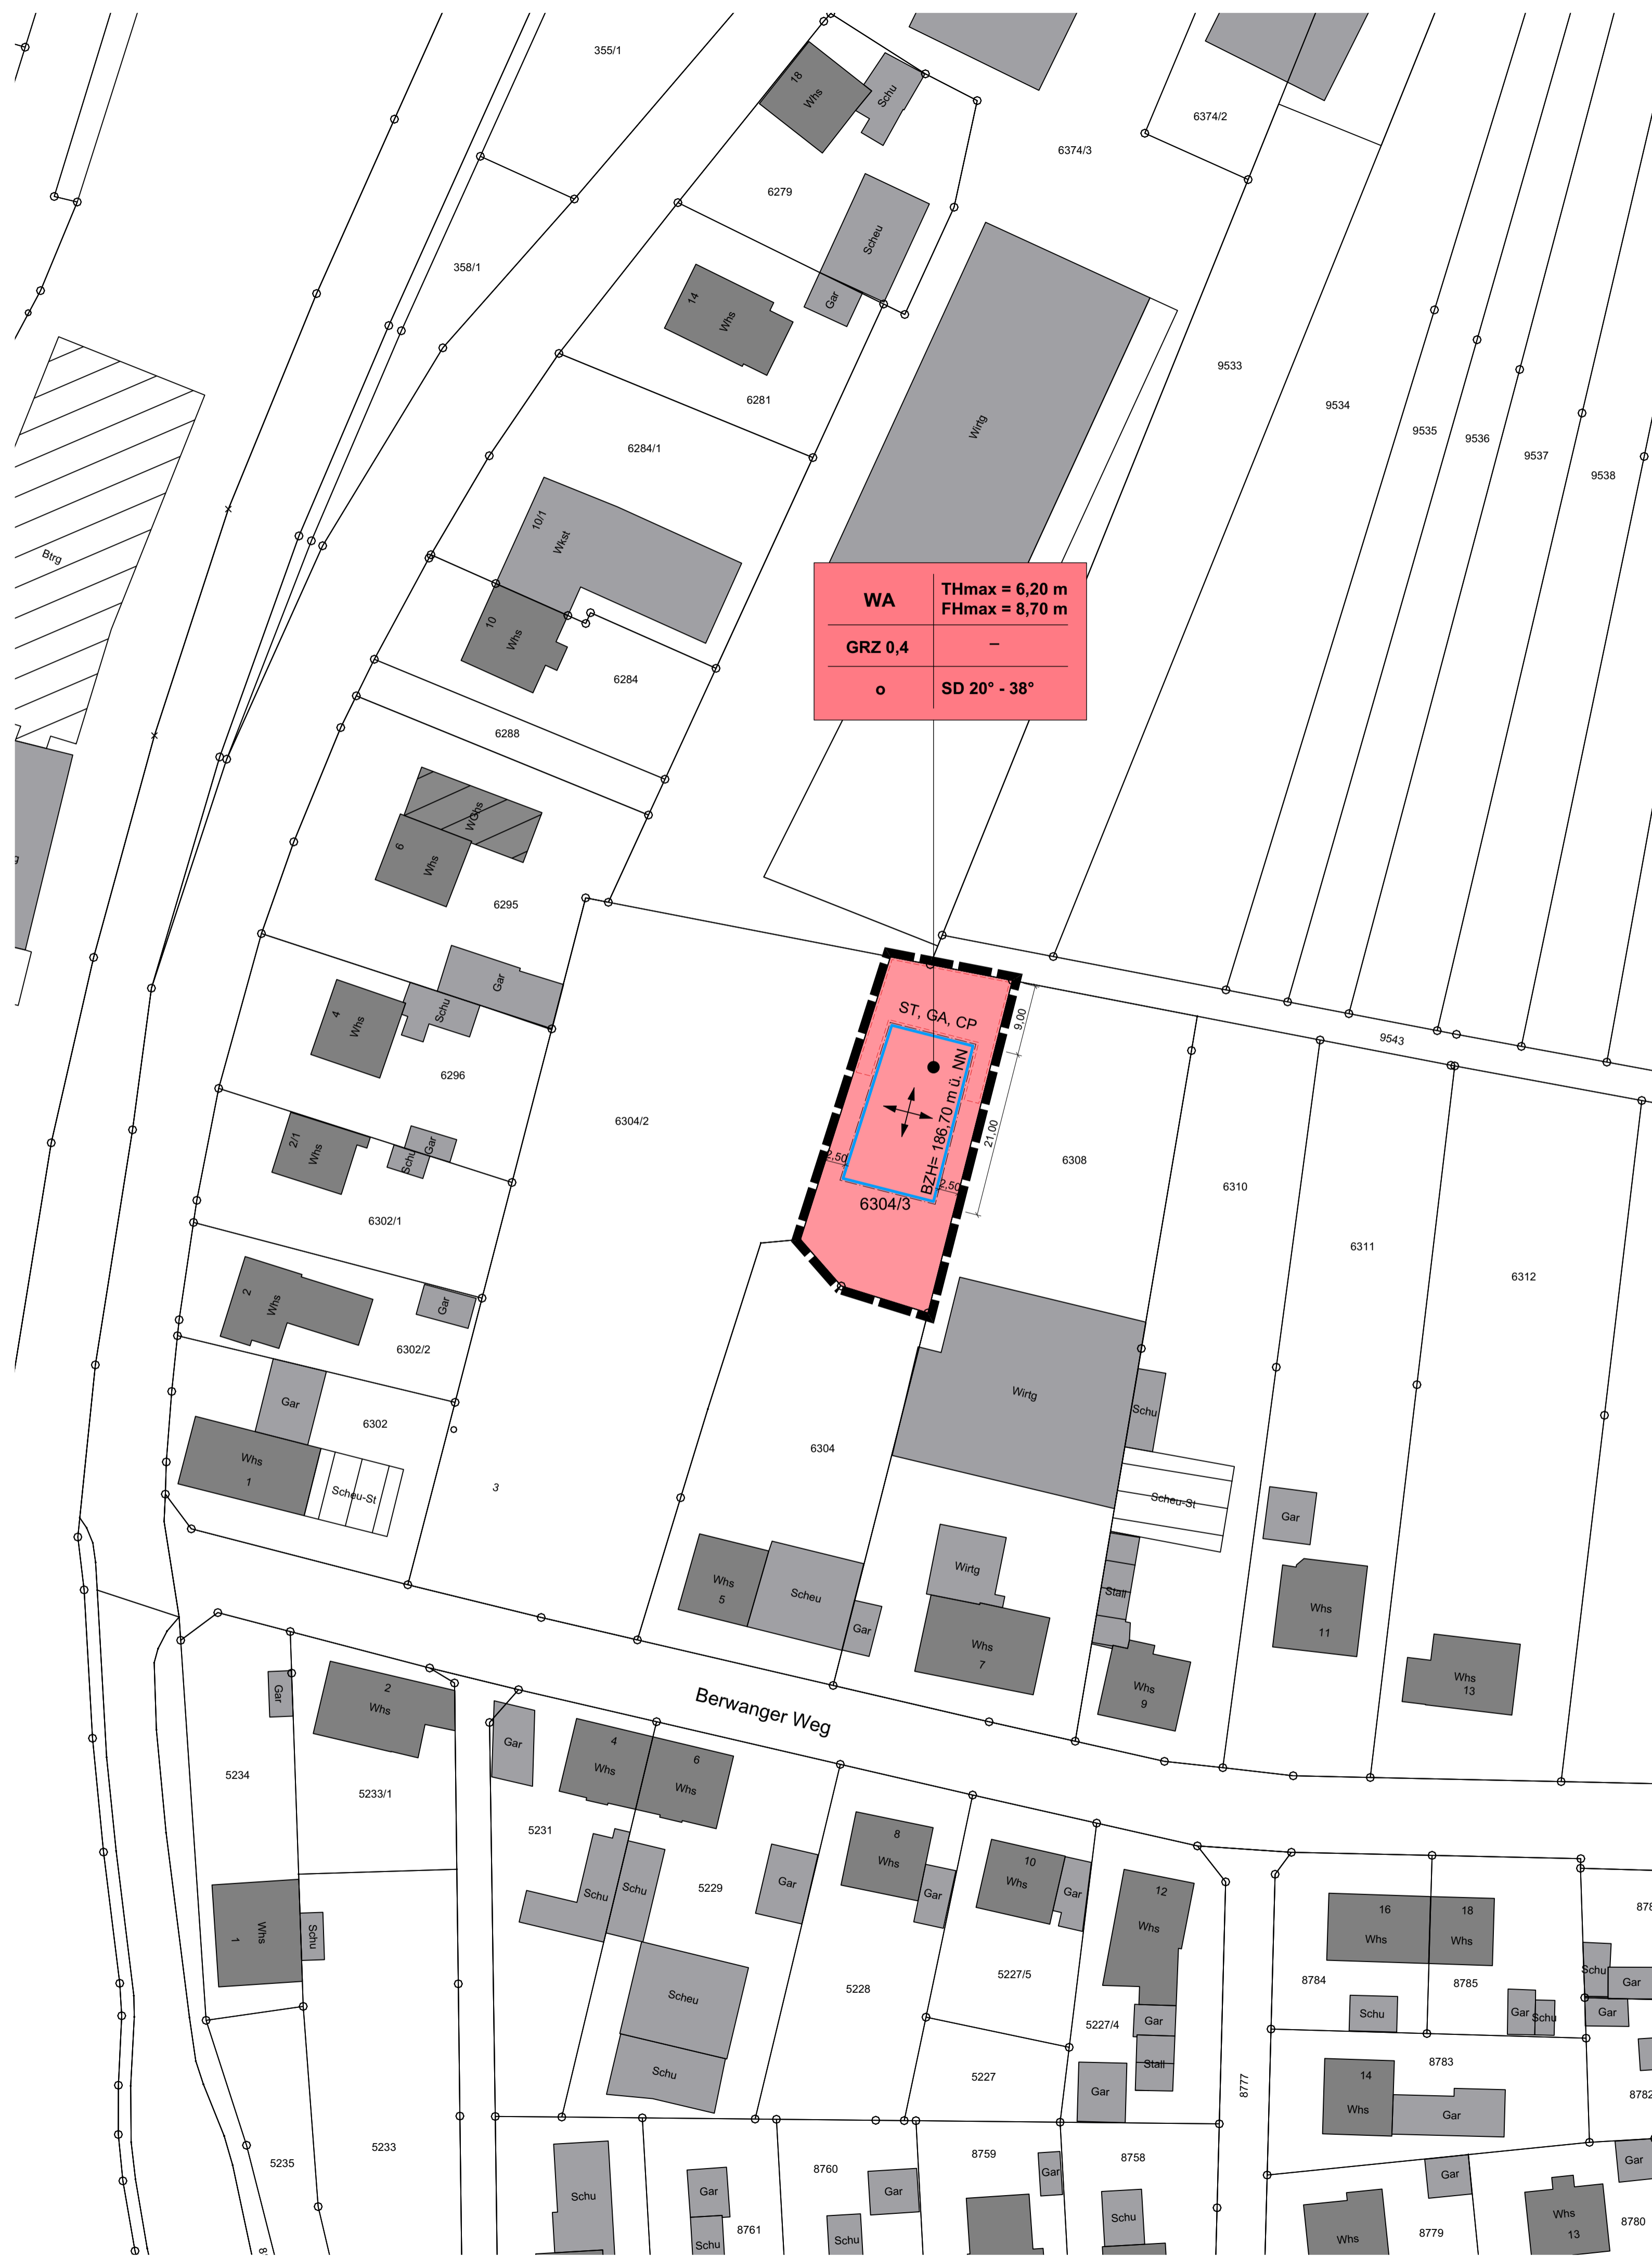 355/1
18
Whs
Schu
6374/2
6374/3
6279
Scheu
358/1
Gar
14
Whs
9533
6281
9534
Wirtg
9535
9536
6284/1
9537
9538
10/1
Wkst
Btrg
WA
THmax = 6,20 m
FHmax = 8,70 m
GRZ 0,4
–
o
SD 20° - 38°
10
Whs
6284
6288
WGhs
6
Whs
6295
Gar
Schu
4
Whs
ST, GA, CP
9,00
9543
6296
BZH= 186,70 m ü. NN
6304/2
21,00
2/1
Whs
Gar
Schu
2,50
6308
2,50
6310
6304/3
6302/1
6311
6312
2
Whs
Gar
6302/2
Wirtg
Gar
Schu
6302
6304
Whs
1
Scheu-St
3
Scheu-St
Gar
Wirtg
Whs
5
Scheu
Stall
Whs
11
Gar
Whs
7
Whs
9
Whs
13
Berwanger Weg
Gar
2
Whs
Gar
4
Whs
6
Whs
5234
5233/1
5231
8
Whs
10
Whs
Gar
Gar
Gar
5229
Schu
Schu
12
Whs
16
Whs
18
Whs
1
Whs
Schu
5228
5227/5
8784
8785
Schu
Gar
Scheu
Schu
Gar
Schu
Gar
5227/4
Gar
Stall
8783
Schu
5227
Gar
8777
14
Whs
Gar
8782
5233
5235
8760
8759
8758
Gar
Gar
Schu
Gar
Gar
Gar
Schu
8761
Schu
Schu
Whs
8779
Whs
13
8780